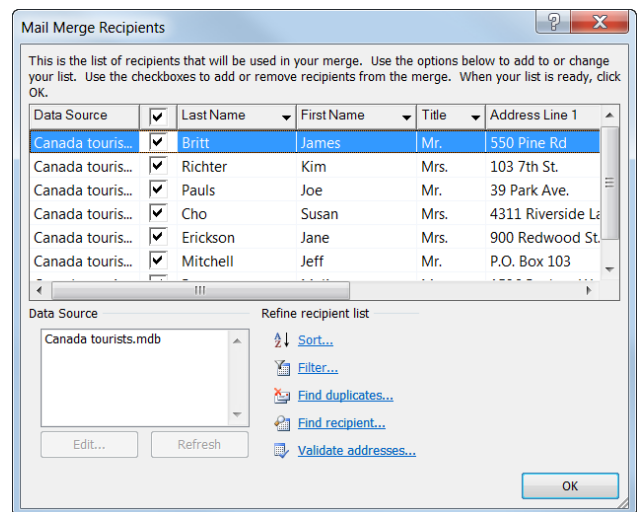 Mail Merge Recipients
This is the list of recipients that will be used in your merge. Use the options below to add to or change
your list. Use the checkboxes to add or remove recipients from the merge. When your list is ready, click
OK.
Data Source Last Name First Name Title Address Line 1
Canada touris... Britt James Mr. 550 Pine Rd
Canada touris... Richter Kim Mrs. 103 7th St.
Canada touris... Pauls Joe Mr. 39 Park Ave.
Canada touris... Cho Susan Mrs. 4311 Riverside La
Canada touris... Erickson Jane Mrs. 900 Redwood St.
Canada touris... Mitchell Jeff Mr. P.O. Box 103
Data Source Refine recipient list
Canada tourists.mdb
Sort...
Filter...
Find duplicates...
Find recipient...
Edit... Refresh Validate addresses...
OK